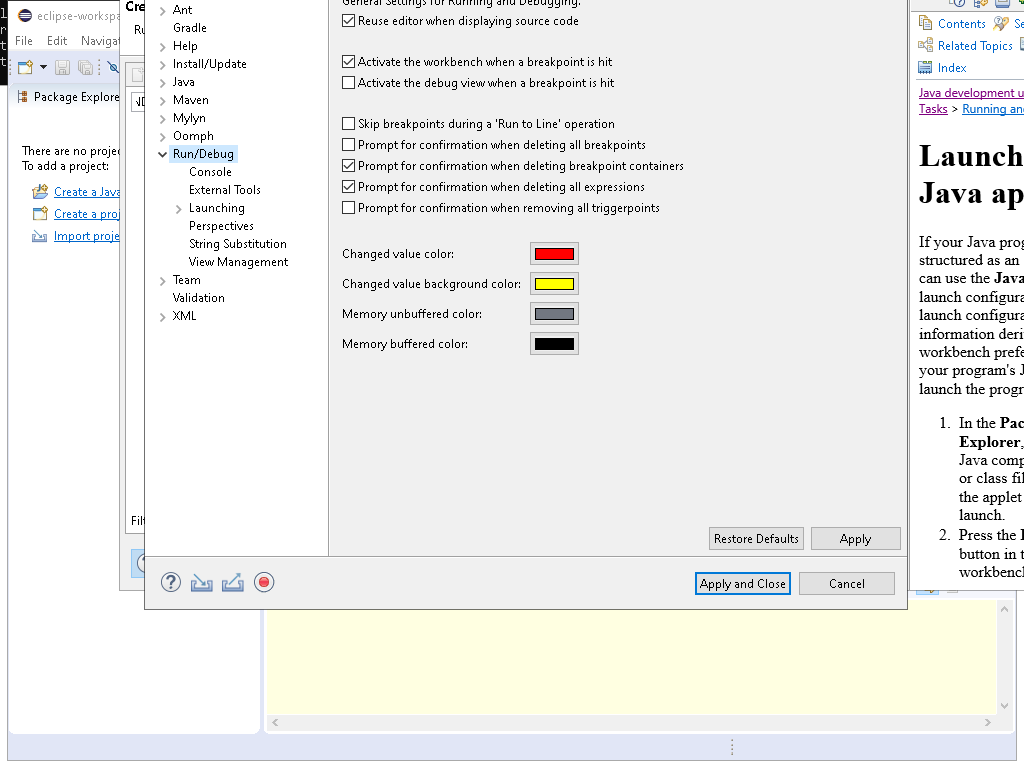 eclipse-workspa
File Edit Navigat
Package Explore
There are no projec
To add a project:
Create a Java
Create a proj
Import proje
Cre
Ru
Filt
Ant
Gradle
Help
Install/Update
Java
Maven
Mylyn
Oomph
Run/Debug
Console
External Tools
Launching
Perspectives
String Substitution
View Management
Team
Validation
XML
General Settings for Running and Debugging.
Reuse editor when displaying source code
Activate the workbench when a breakpoint is hit
Activate the debug view when a breakpoint is hit
Skip breakpoints during a 'Run to Line' operation
Prompt for confirmation when deleting all breakpoints
Prompt for confirmation when deleting breakpoint containers
Prompt for confirmation when deleting all expressions
Prompt for confirmation when removing all triggerpoints
Changed value color:
Changed value background color:
Memory unbuffered color:
Memory buffered color:
Restore Defaults Apply
Apply and Close Cancel
Contents Se
Related Topics
Index
Java development u
Tasks > Running an
Launch
Java ap
If your Java prog
structured as an
can use the Java
launch configura
launch configura
information deri
workbench prefe
your program's J
launch the progr
1. In the Pac
Explorer,
Java comp
or class fil
the applet
launch.
2. Press the
button in t
workbencl